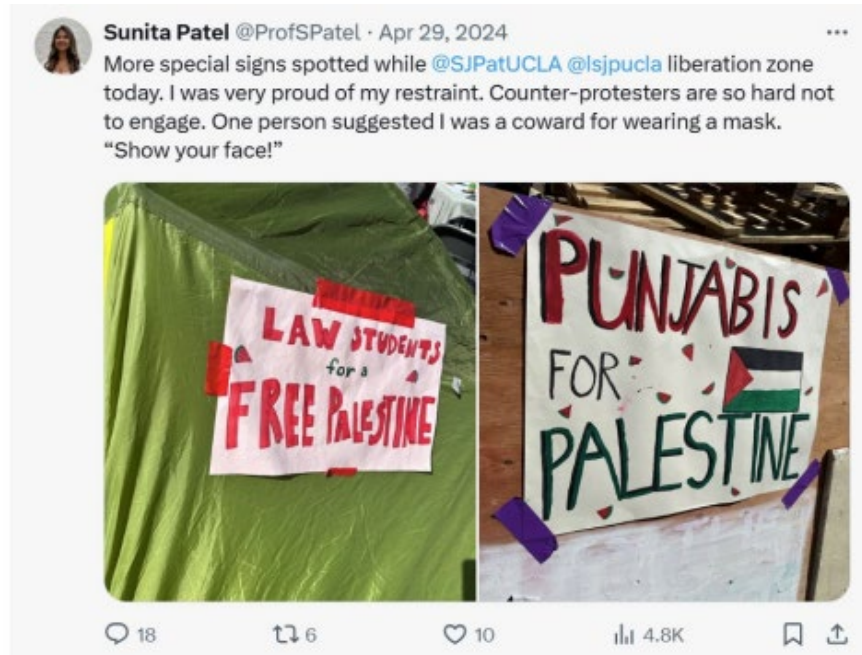 Sunita Patel @ProfSPatel · Apr 29, 2024
More special signs spotted while @SJPatUCLA @lsjpucla liberation zone
today. I was very proud of my restraint. Counter-protesters are so hard not
to engage. One person suggested I was a coward for wearing a mask.
“Show your face!”
LAW STUDENTS
for a
FREE PALESTINE
PUNJABIS
FOR
PALESTINE
18 6 10 4.8K